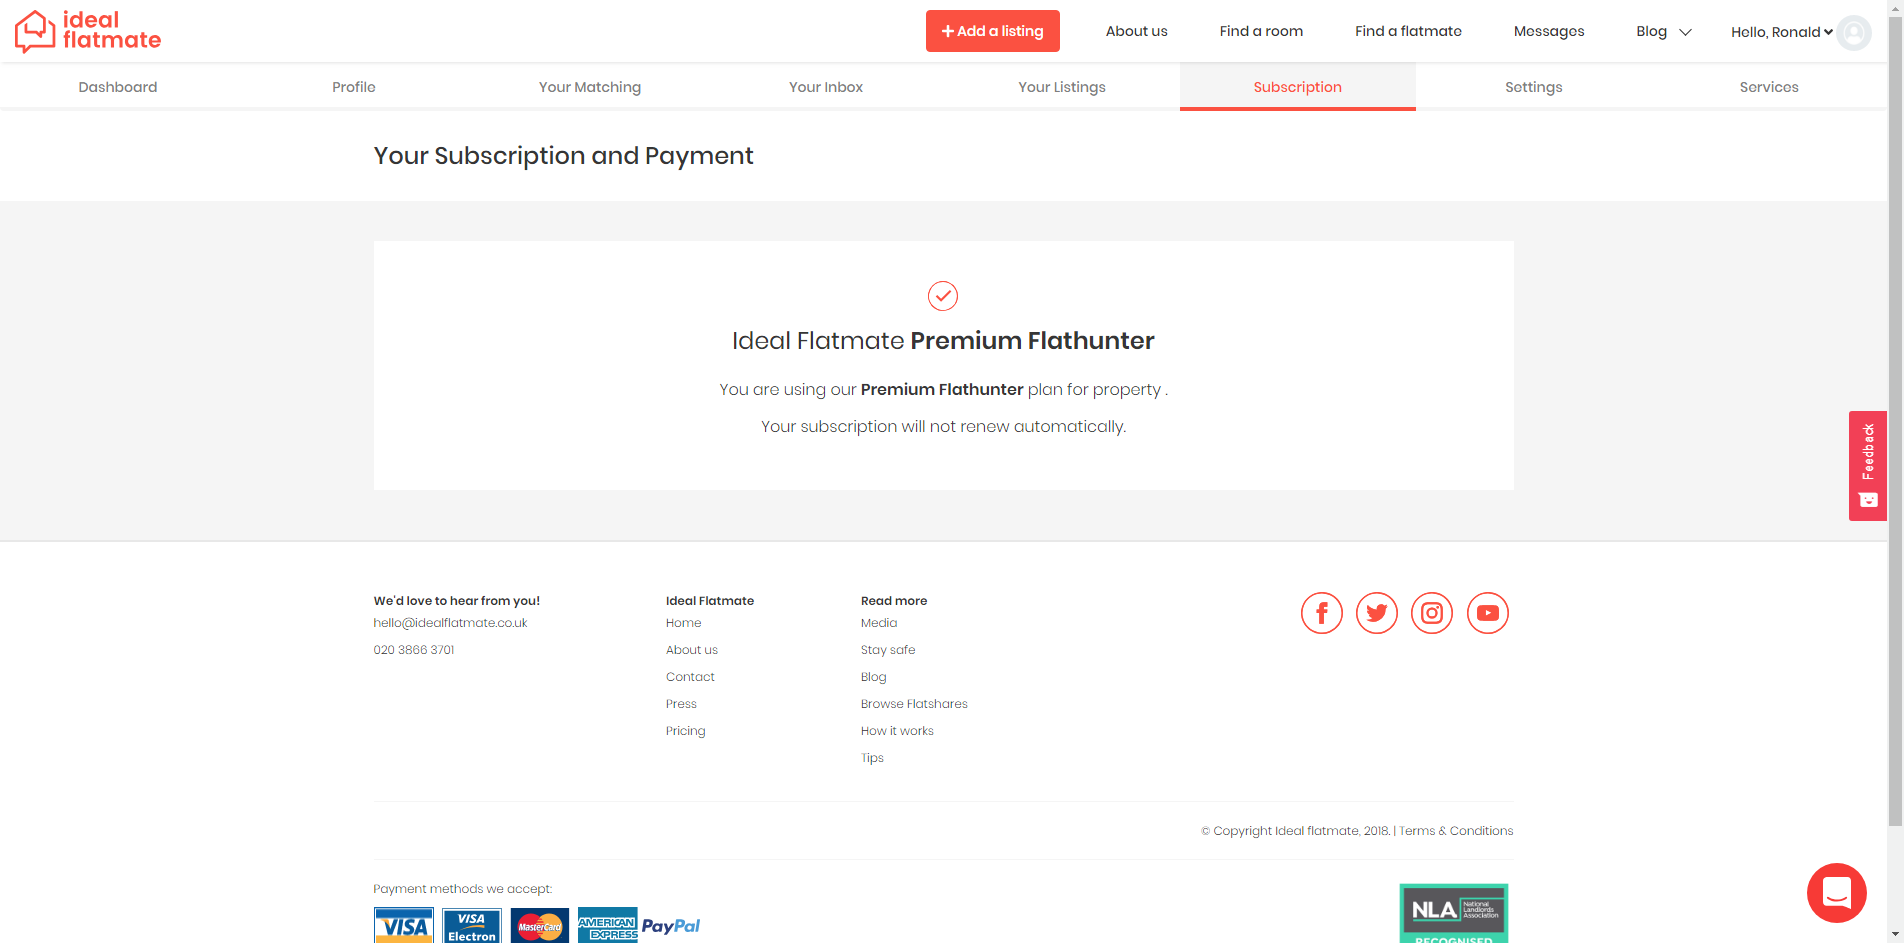 ideal
flatmate
Add a listing
About us
Find a room
Find a flatmate
Messages
Blog
Hello, Ronald
Dashboard
Profile
Your Matching
Your Inbox
Your Listings
Subscription
Settings
Services
Your Subscription and Payment
Ideal Flatmate Premium Flathunter
You are using our Premium Flathunter plan for property .
Your subscription will not renew automatically.
Feedback
We'd love to hear from you!
hello@idealflatmate.co.uk
020 3866 3701
Ideal Flatmate
Home
About us
Contact
Press
Pricing
Read more
Media
Stay safe
Blog
Browse Flatshares
How it works
Tips
© Copyright Ideal flatmate, 2018. | Terms & Conditions
Payment methods we accept:
VISA
VISA
Electron
MasterCard
AMERICAN
EXPRESS
PayPal
NLA
National
Landlords
Association
RECOGNISED